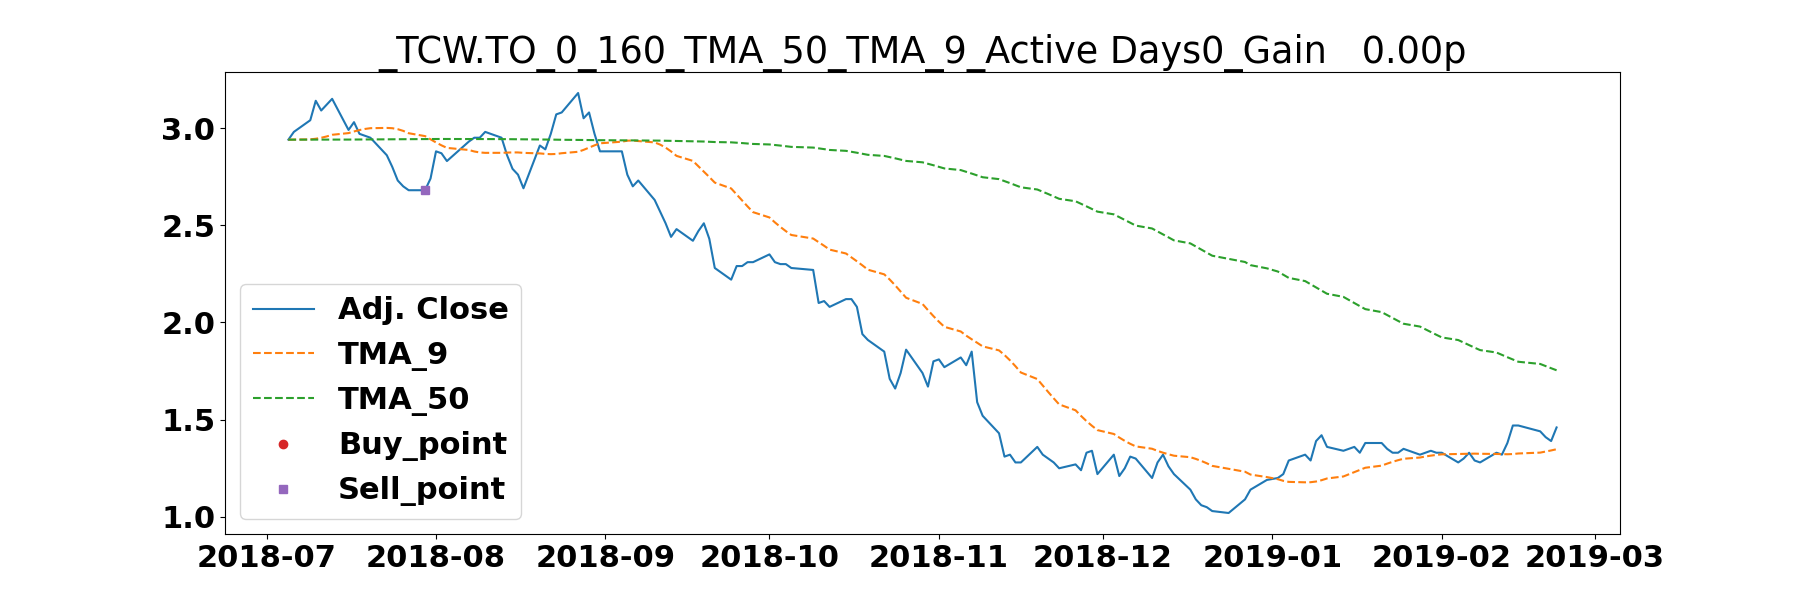 _TCW.TO_0_160_TMA_50_TMA_9_Active Days0_Gain   0.00p
3.0
2.5
2.0
1.5
1.0
Adj. Close
TMA_9
TMA_50
Buy_point
Sell_point
2018-07 2018-08 2018-09 2018-10 2018-11 2018-12 2019-01 2019-02 2019-03